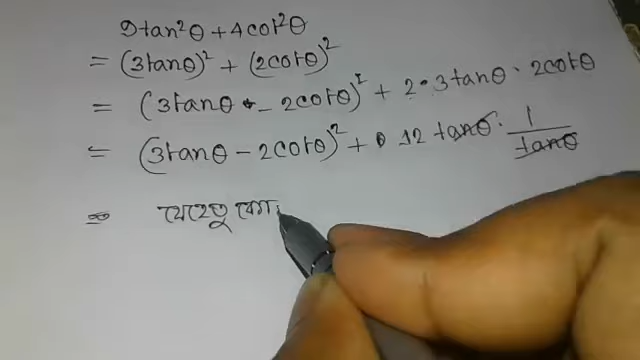 9tan²θ + 4cot²θ
= (3tanθ)² + (2cotθ)²
= (3tanθ - 2cotθ)² + 2·3tanθ·2cotθ
= (3tanθ - 2cotθ)² + 12 tanθ · 1/tanθ
= যেহেতু কো